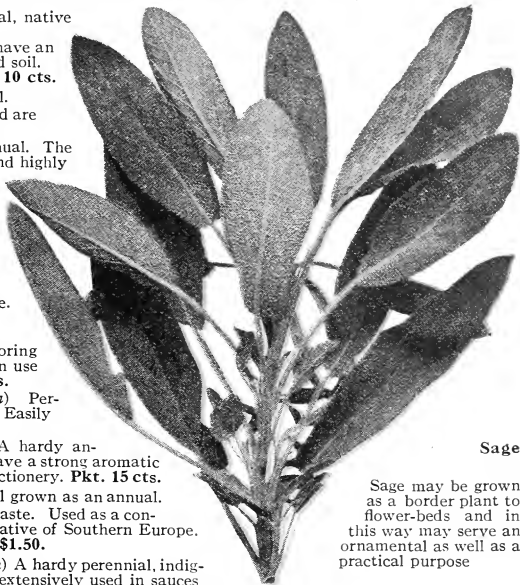 al, native
have an
d soil.
10 cts.
l.
d are
nual. The
nd highly
e.
oring
n use
s.
a) Per-
Easily
A hardy an-
ave a strong aromatic
ctionery. Pkt. 15 cts.
l grown as an annual.
aste. Used as a con-
ative of Southern Europe.
$1.50.
) A hardy perennial, indig-
extensively used in sauces
Sage
Sage may be grown
as a border plant to
flower-beds and in
this way may serve an
ornamental as well as a
practical purpose